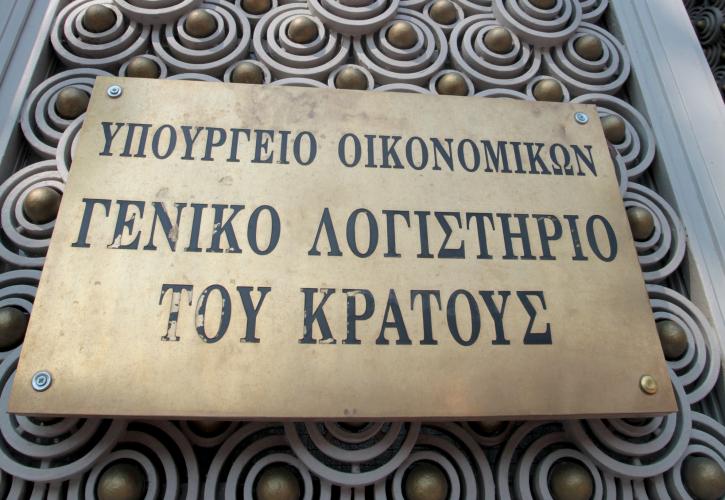 ΥΠΟΥΡΓΕΙΟ ΟΙΚΟΝΟΜΙΚΩΝ
ΓΕΝΙΚΟ ΛΟΓΙΣΤΗΡΙΟ
ΤΟΥ ΚΡΑΤΟΥΣ